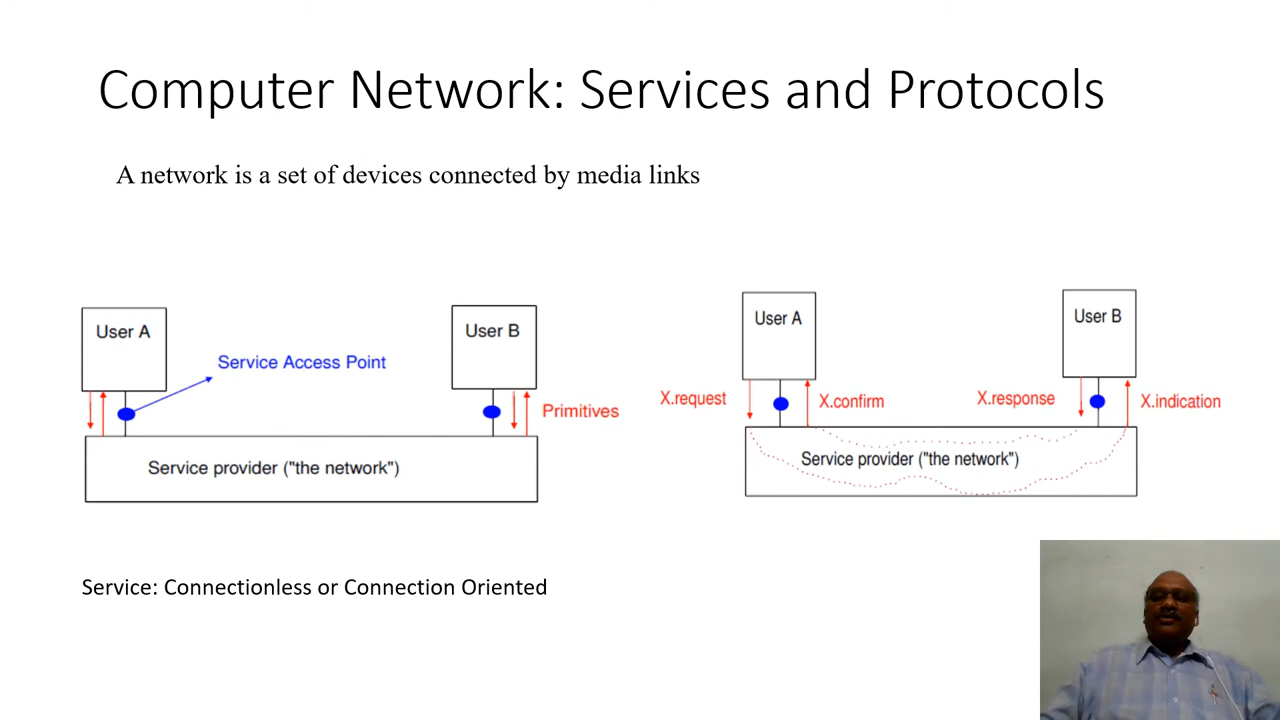 Computer Network: Services and Protocols
A network is a set of devices connected by media links
User A
User B
Service Access Point
Primitives
Service provider ("the network")
User A
User B
X.request
X.confirm
X.response
X.indication
Service provider ("the network")
Service: Connectionless or Connection Oriented